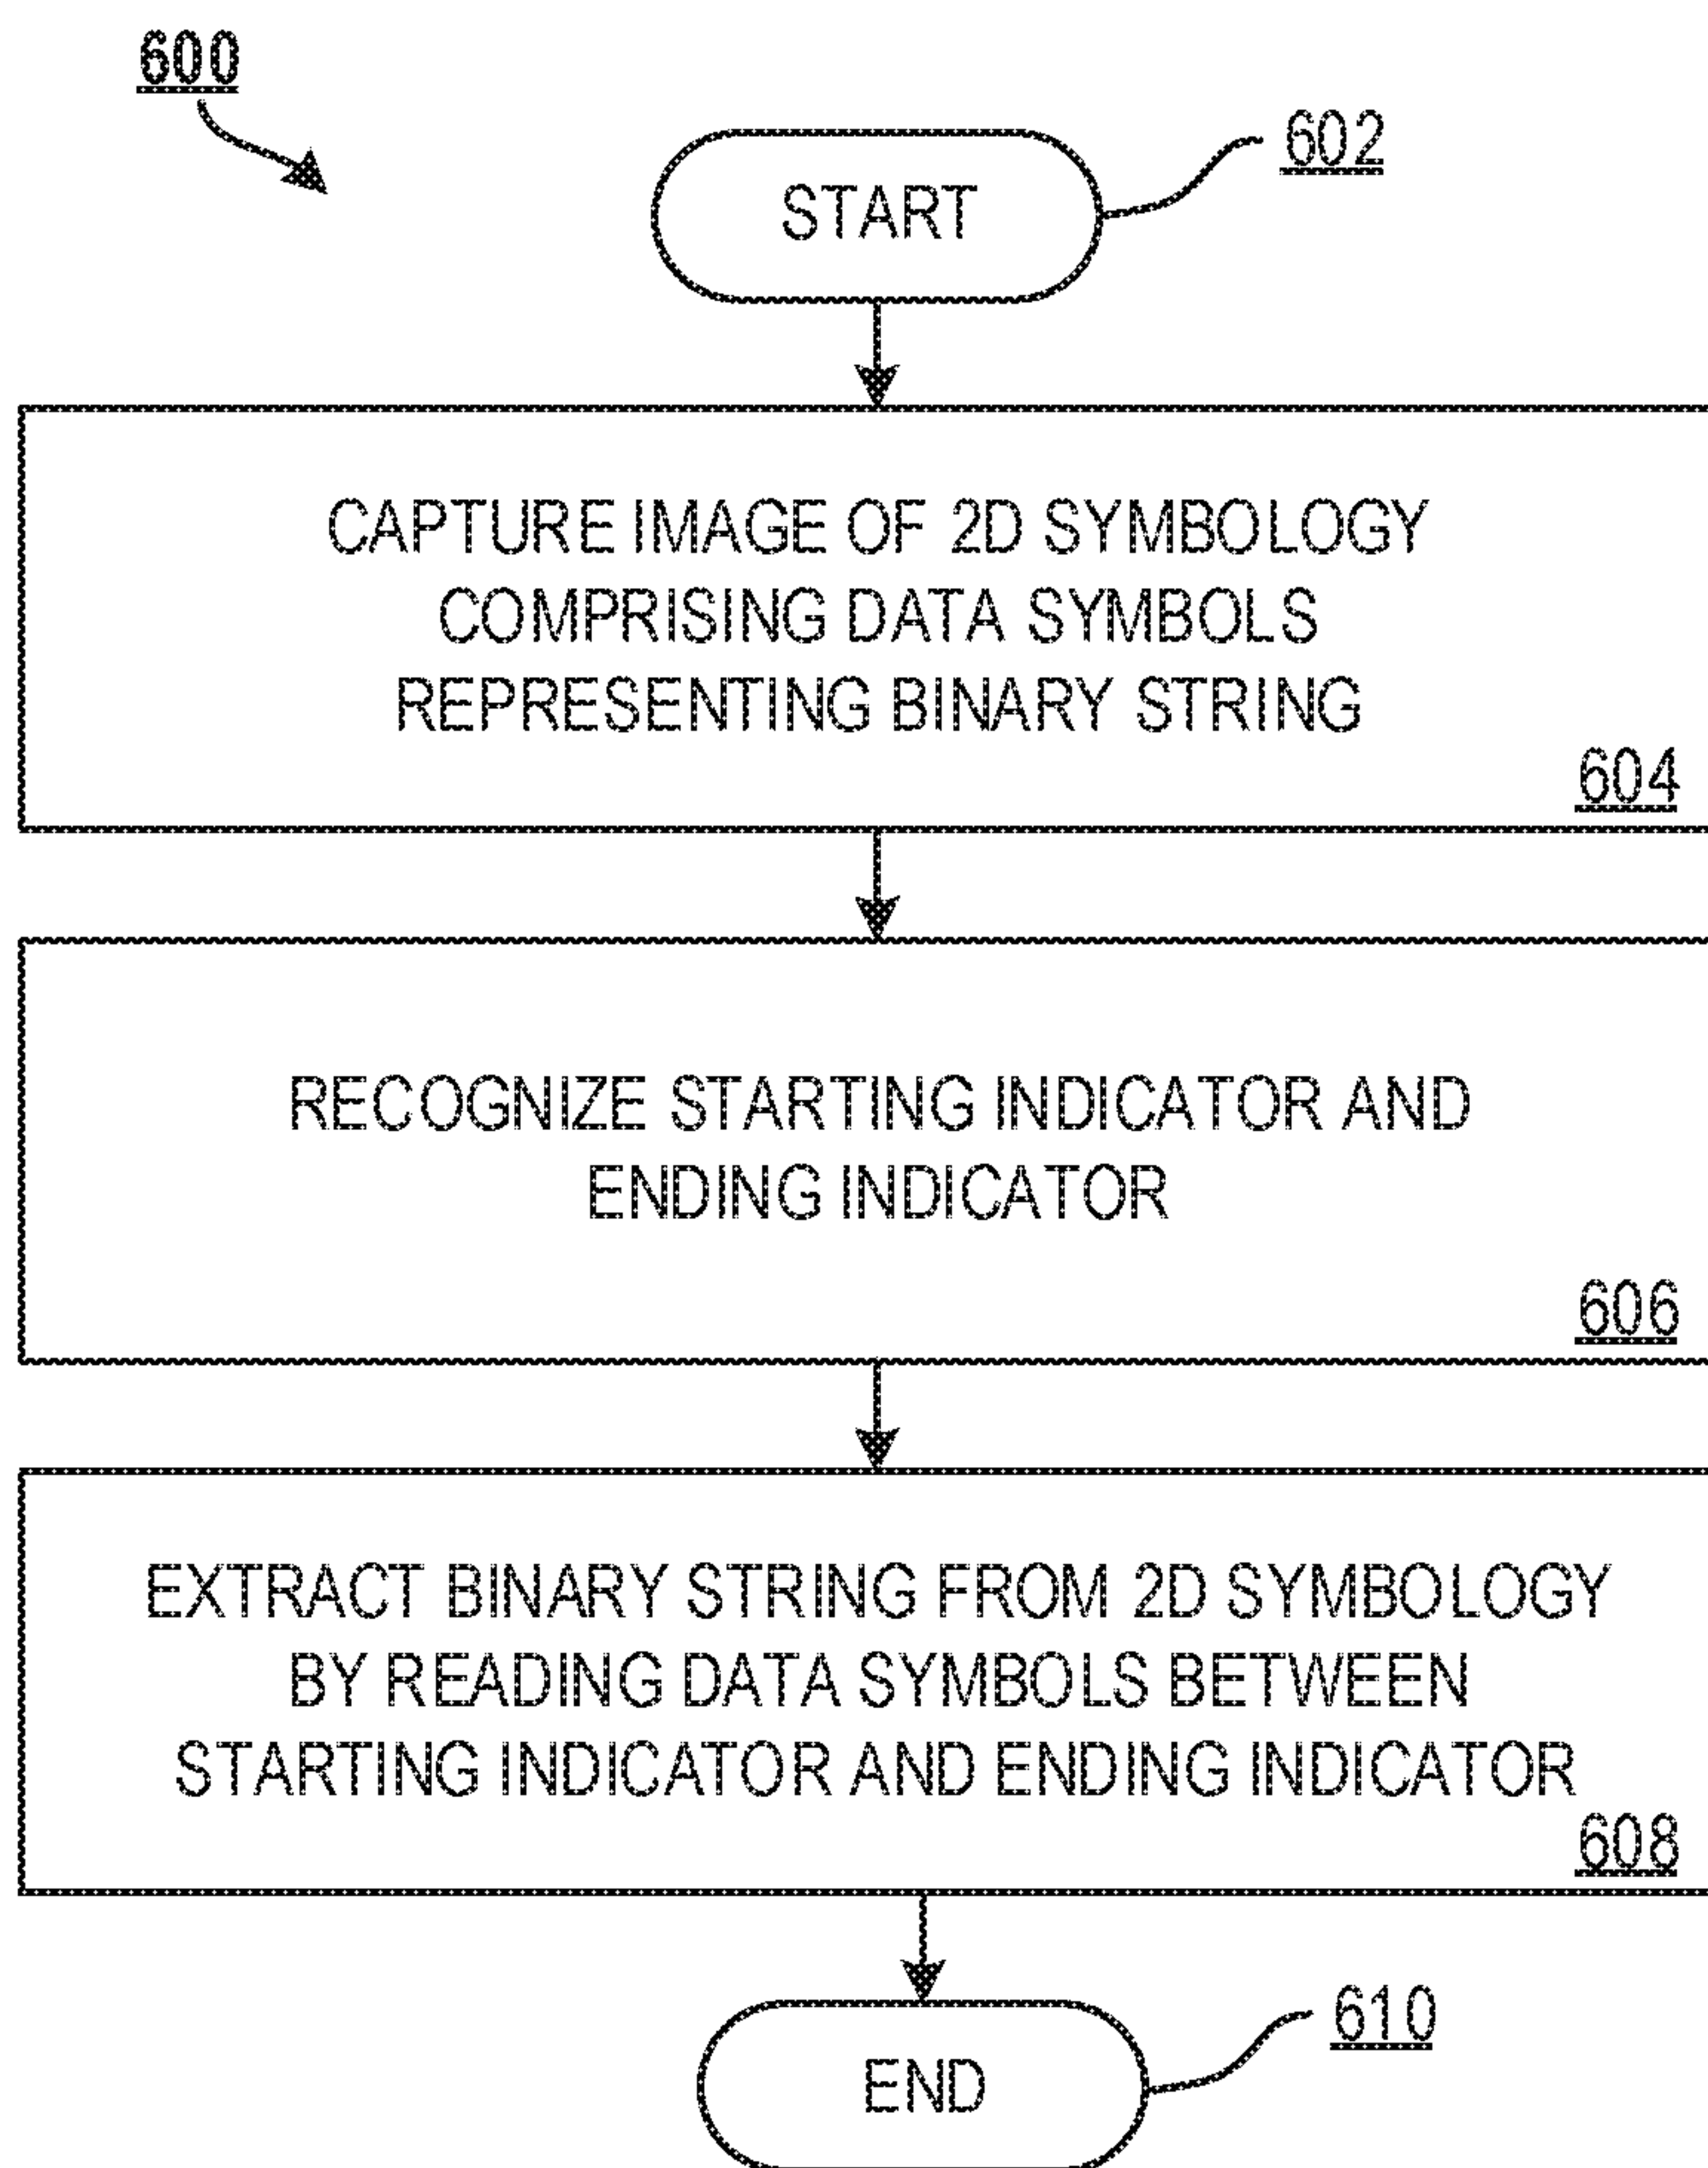 600
602
START
CAPTURE IMAGE OF 2D SYMBOLOGY
COMPRISING DATA SYMBOLS
REPRESENTING BINARY STRING
604
RECOGNIZE STARTING INDICATOR AND
ENDING INDICATOR
606
EXTRACT BINARY STRING FROM 2D SYMBOLOGY
BY READING DATA SYMBOLS BETWEEN
STARTING INDICATOR AND ENDING INDICATOR
608
610
END